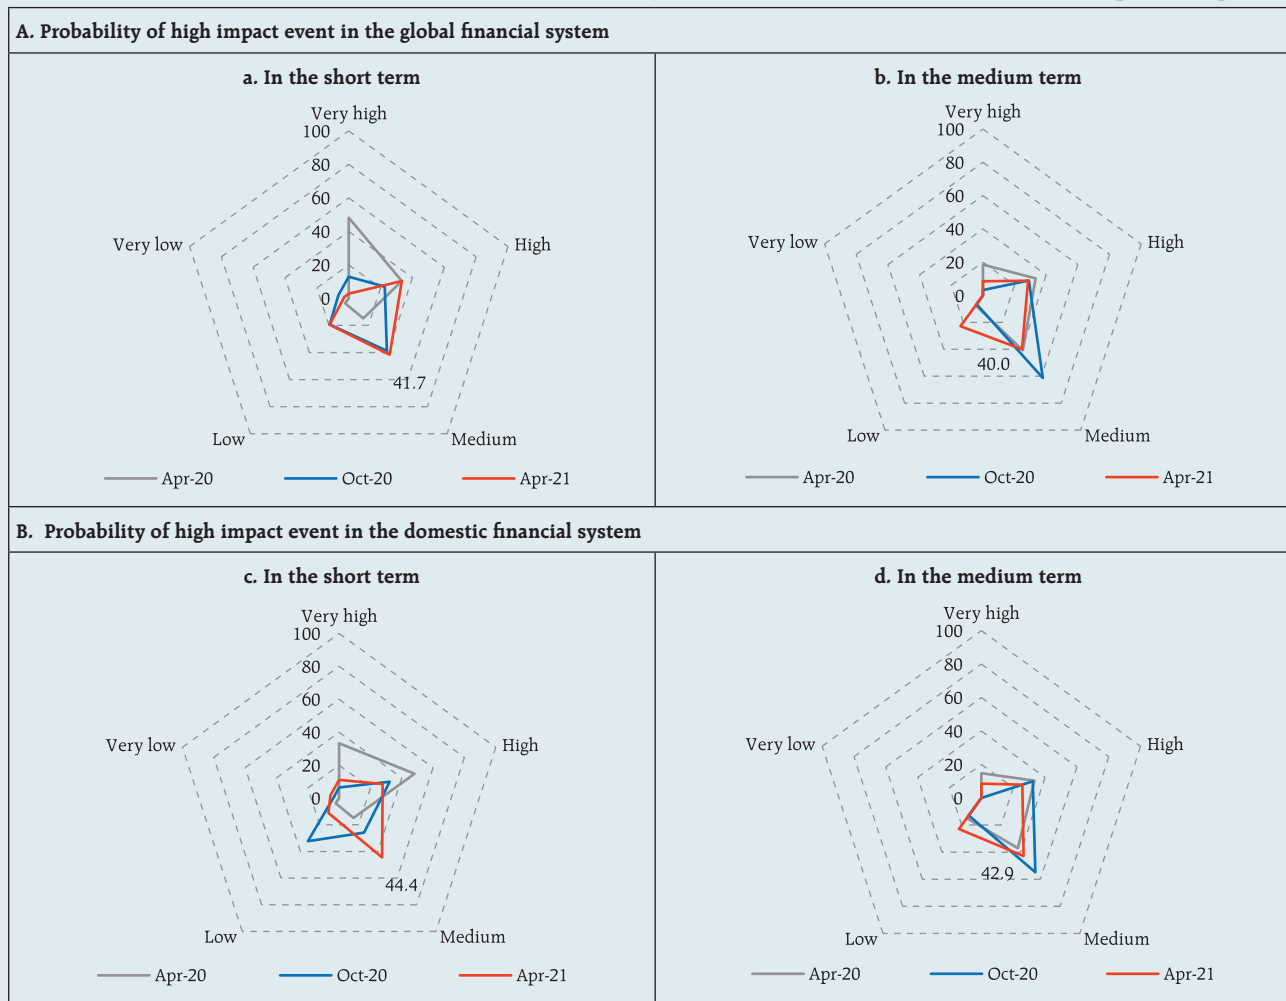 A. Probability of high impact event in the global financial system
a. In the short term
Very high
100
80
60
40
20
0
High
Medium
Low
Very low
41.7
Apr-20
Oct-20
Apr-21
b. In the medium term
Very high
100
80
60
40
20
0
High
Medium
Low
Very low
40.0
Apr-20
Oct-20
Apr-21
B. Probability of high impact event in the domestic financial system
c. In the short term
Very high
100
80
60
40
20
0
High
Medium
Low
Very low
44.4
Apr-20
Oct-20
Apr-21
d. In the medium term
Very high
100
80
60
40
20
0
High
Medium
Low
Very low
42.9
Apr-20
Oct-20
Apr-21